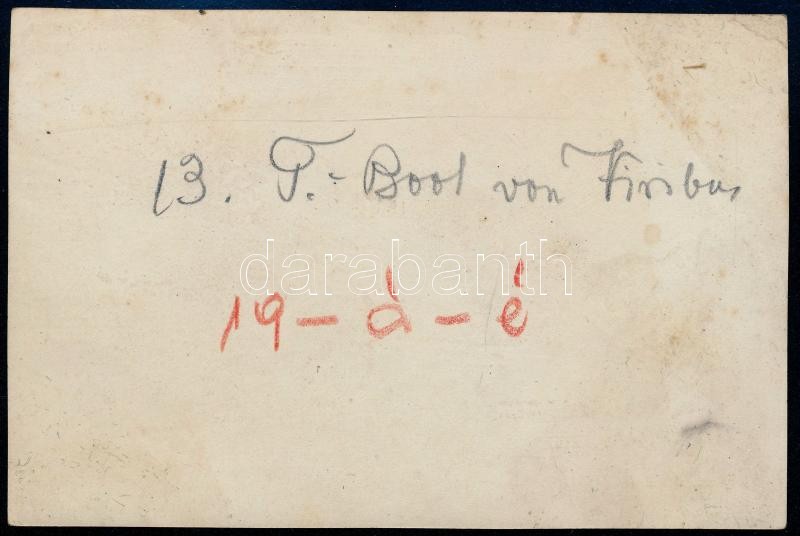 13. T.-Boot von
darabanth
19-à-é